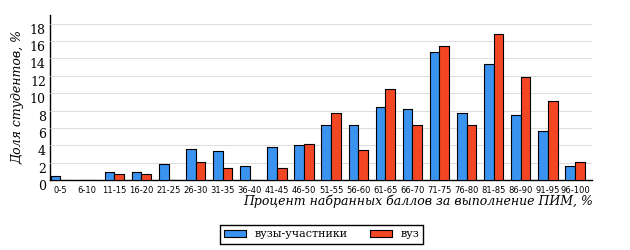 Доля студентов, %
18
16
14
12
10
8
6
4
2
0
0-5 6-10 11-15 16-20 21-25 26-30 31-35 36-40 41-45 46-50 51-55 56-60 61-65 66-70 71-75 76-80 81-85 86-90 91-95 96-100
Процент набранных баллов за выполнение ПИМ, %
вузы-участники вуз